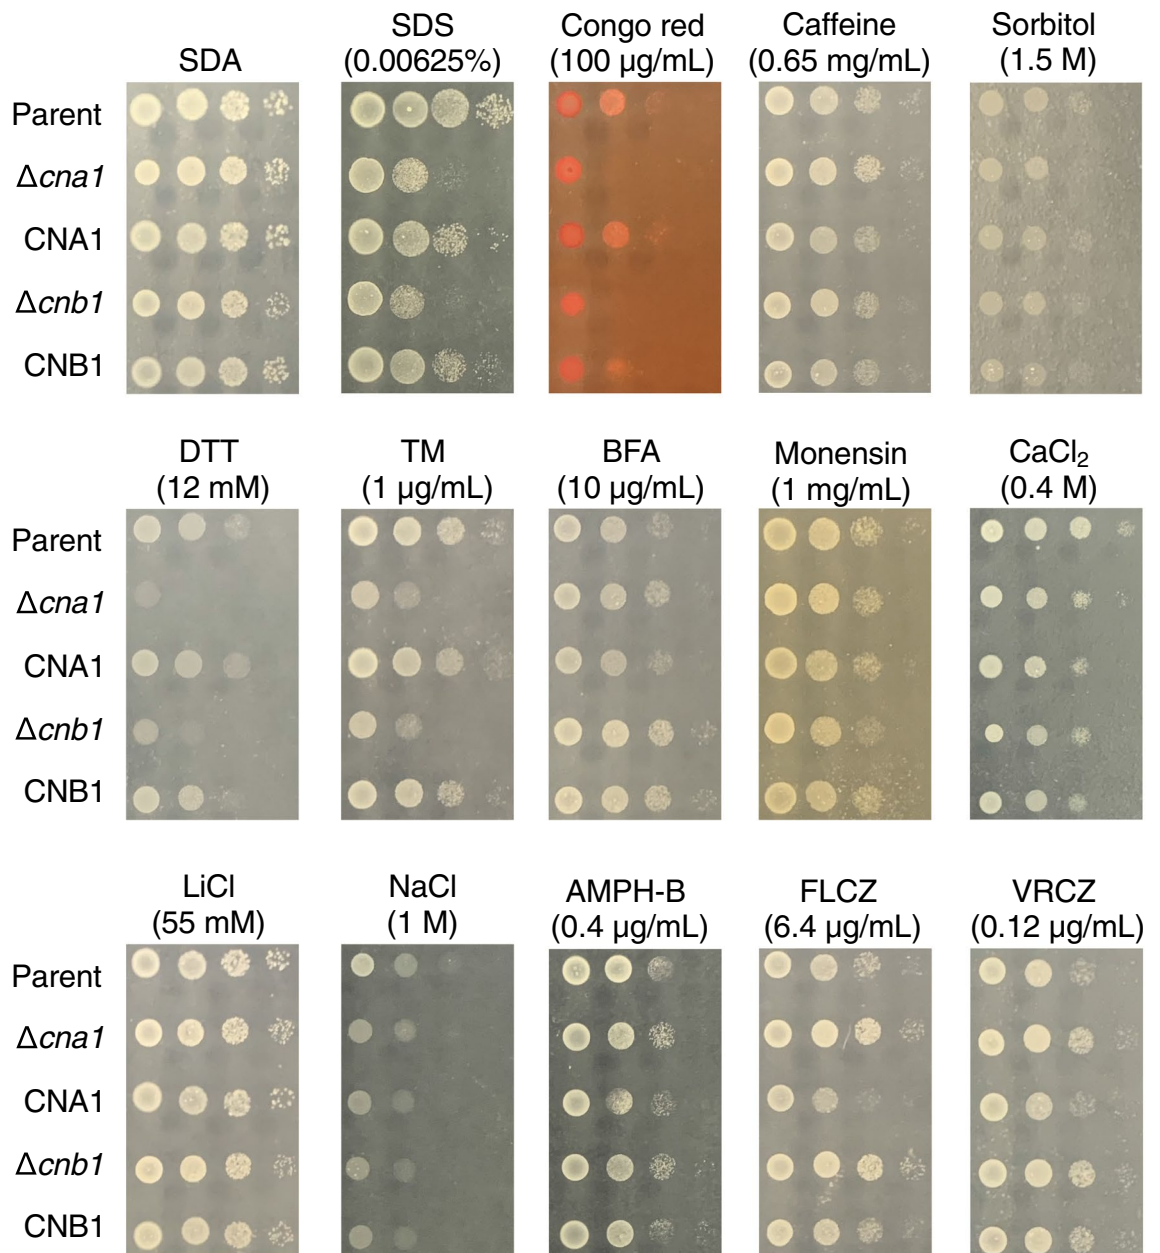 SDA
SDS
(0.00625%)
Congo red
(100 µg/mL)
Caffeine
(0.65 mg/mL)
Sorbitol
(1.5 M)
Parent
Δcna1
CNA1
Δcnb1
CNB1
DTT
(12 mM)
TM
(1 µg/mL)
BFA
(10 µg/mL)
Monensin
(1 mg/mL)
CaCl₂
(0.4 M)
Parent
Δcna1
CNA1
Δcnb1
CNB1
LiCl
(55 mM)
NaCl
(1 M)
AMPH-B
(0.4 µg/mL)
FLCZ
(6.4 µg/mL)
VRCZ
(0.12 µg/mL)
Parent
Δcna1
CNA1
Δcnb1
CNB1